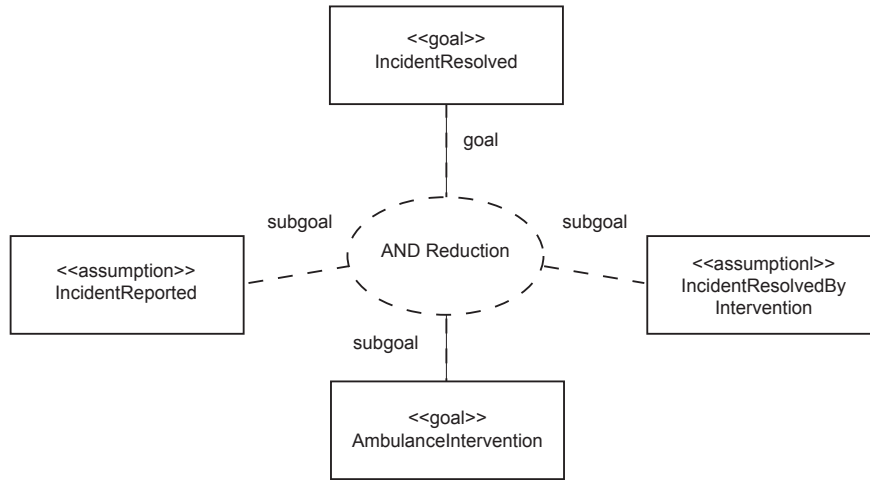 <<goal>>
IncidentResolved
goal
subgoal
subgoal
AND Reduction
<<assumption>>
IncidentReported
<<assumptionl>>
IncidentResolvedBy
Intervention
subgoal
<<goal>>
AmbulanceIntervention